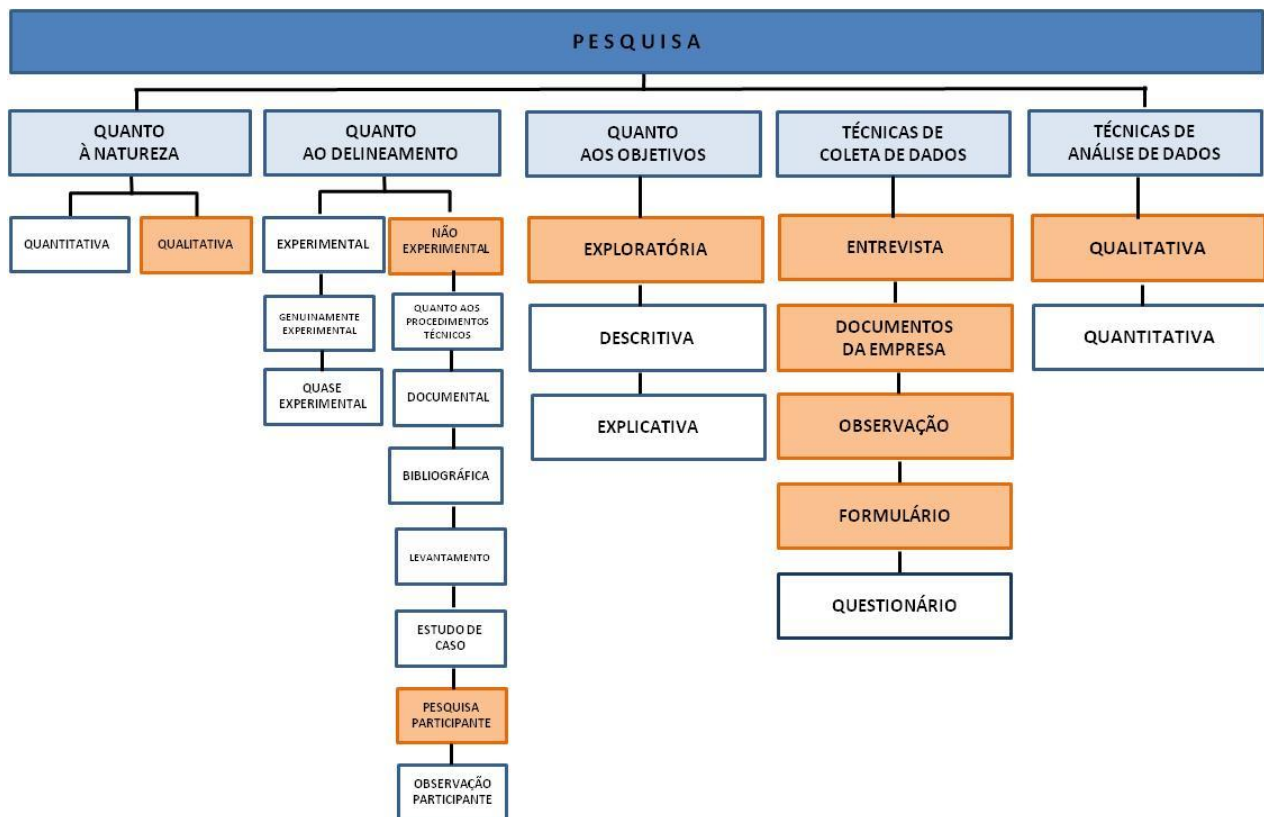 PESQUISA
QUANTO
À NATUREZA
QUANTITATIVA
QUALITATIVA
QUANTO
AO DELINEAMENTO
EXPERIMENTAL
GENUINAMENTE
EXPERIMENTAL
QUASE
EXPERIMENTAL
NÃO
EXPERIMENTAL
QUANTO AOS
PROCEDIMENTOS
TÉCNICOS
DOCUMENTAL
BIBLIOGRÁFICA
LEVANTAMENTO
ESTUDO DE
CASO
PESQUISA
PARTICIPANTE
OBSERVAÇÃO
PARTICIPANTE
QUANTO
AOS OBJETIVOS
EXPLORATÓRIA
DESCRITIVA
EXPLICATIVA
TÉCNICAS DE
COLETA DE DADOS
ENTREVISTA
DOCUMENTOS
DA EMPRESA
OBSERVAÇÃO
FORMULÁRIO
QUESTIONÁRIO
TÉCNICAS DE
ANÁLISE DE DADOS
QUALITATIVA
QUANTITATIVA